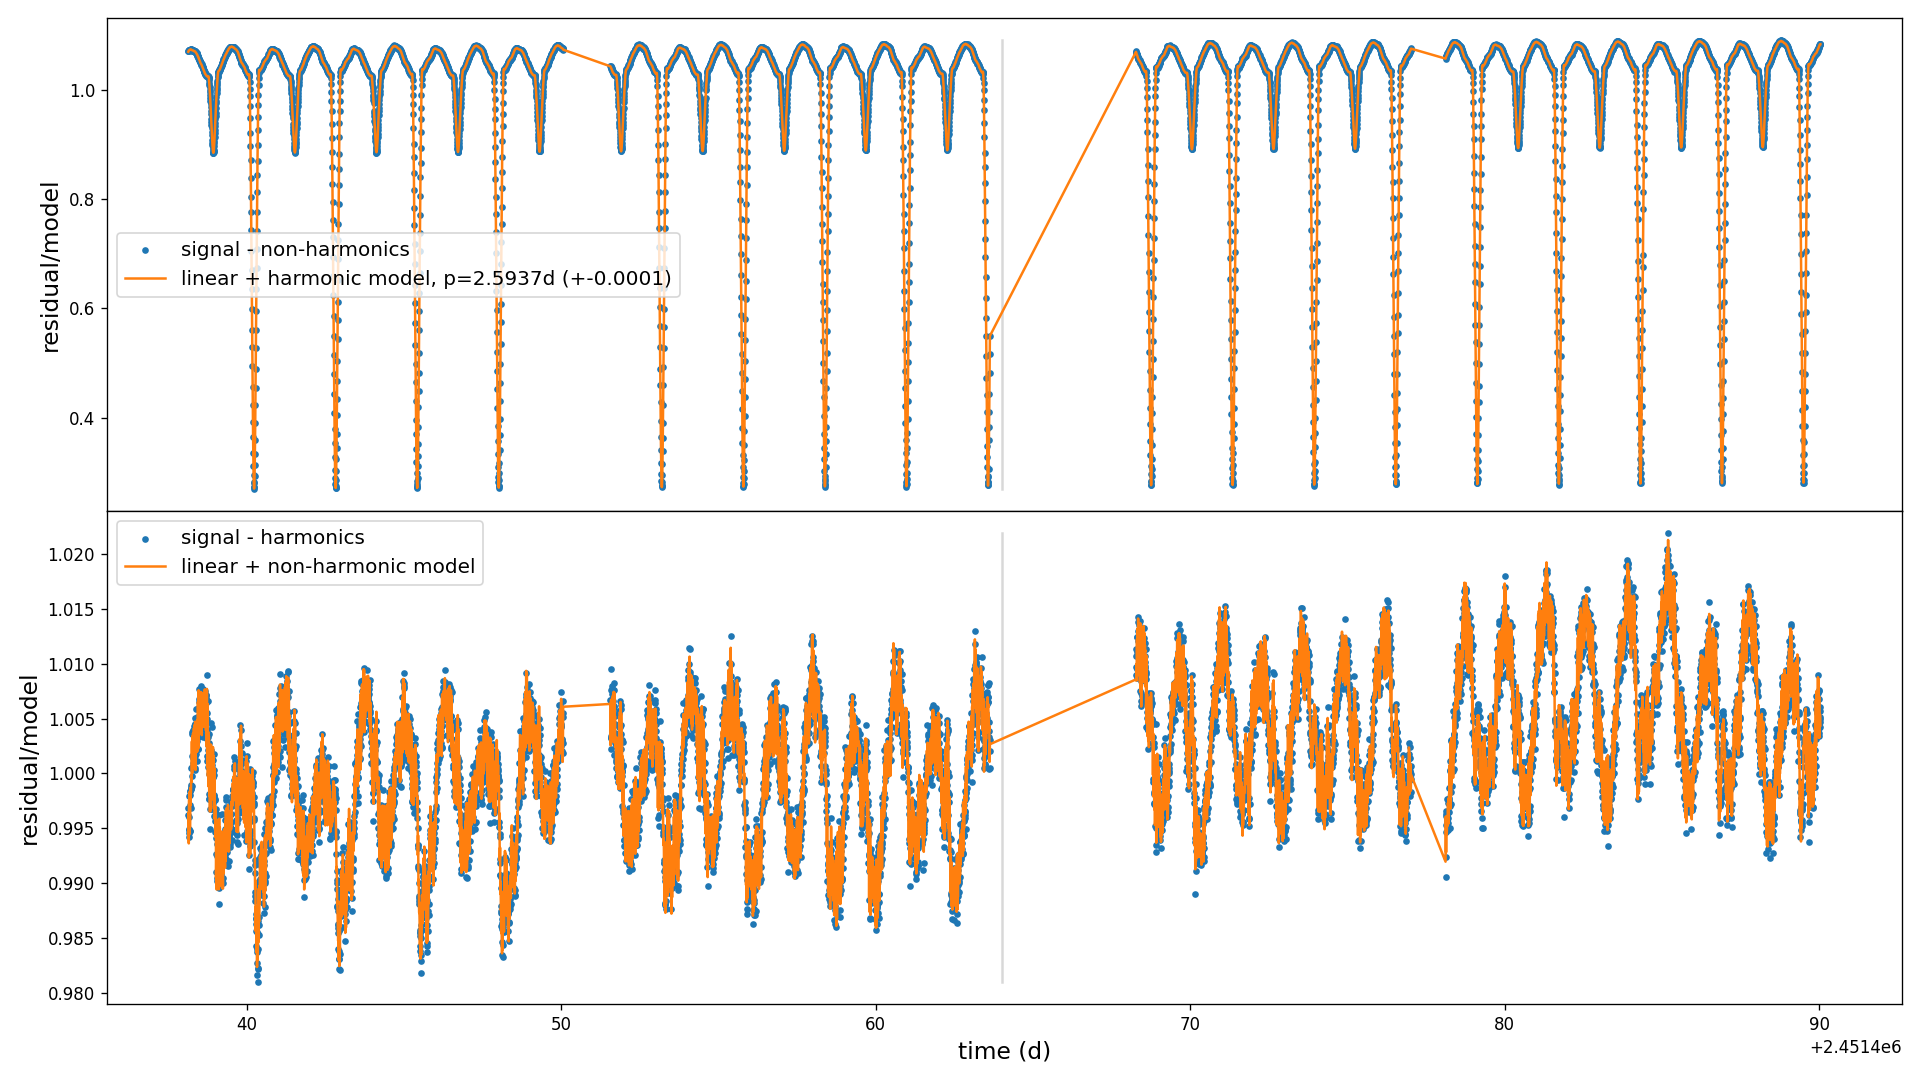 1.0
0.8
0.6
0.4
residual/model
signal - non-harmonics
linear + harmonic model, p=2.5937d (+-0.0001)
1.020
1.015
1.010
1.005
1.000
0.995
0.990
0.985
0.980
residual/model
signal - harmonics
linear + non-harmonic model
40 50 60 70 80 90
time (d)
+2.4514e6